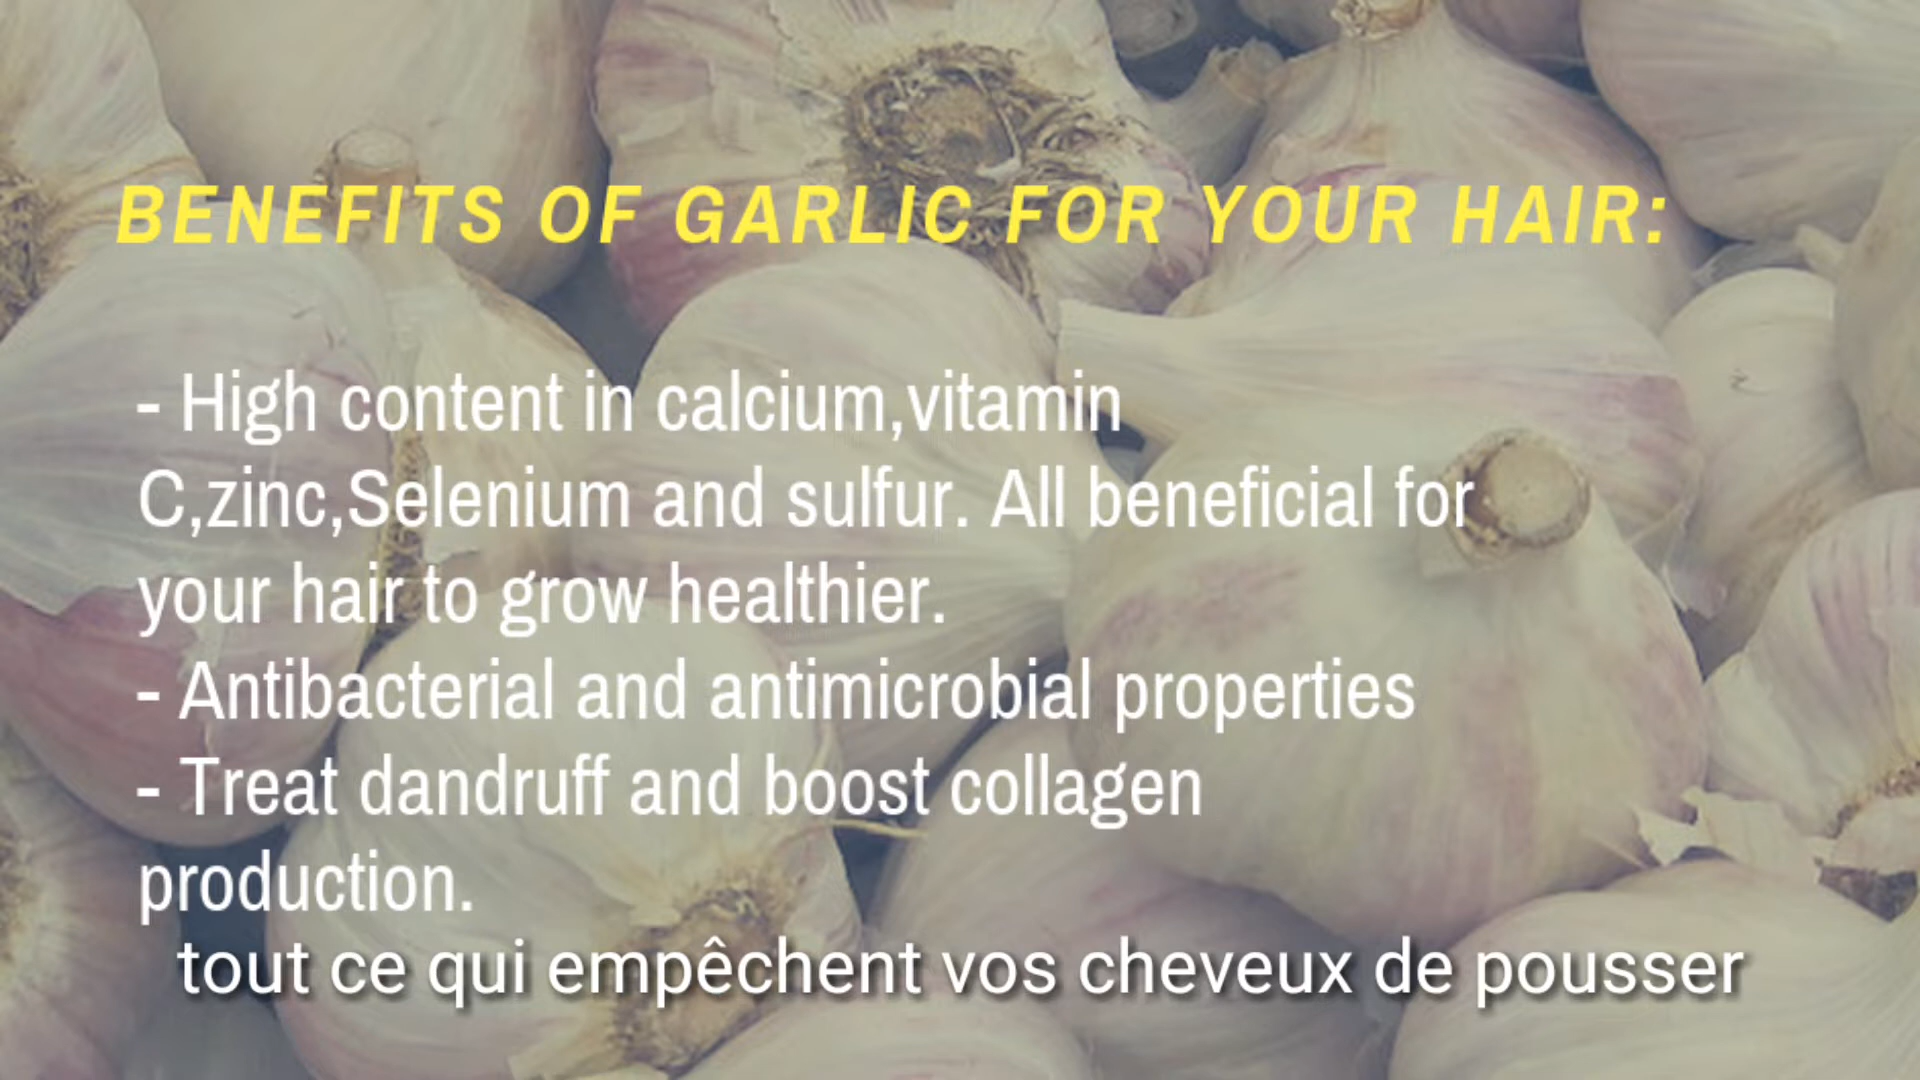 BENEFITS OF GARLIC FOR YOUR HAIR:
- High content in calcium,vitamin
C,zinc,Selenium and sulfur. All beneficial for
your hair to grow healthier.
- Antibacterial and antimicrobial properties
- Treat dandruff and boost collagen
production.
tout ce qui empêchent vos cheveux de pousser